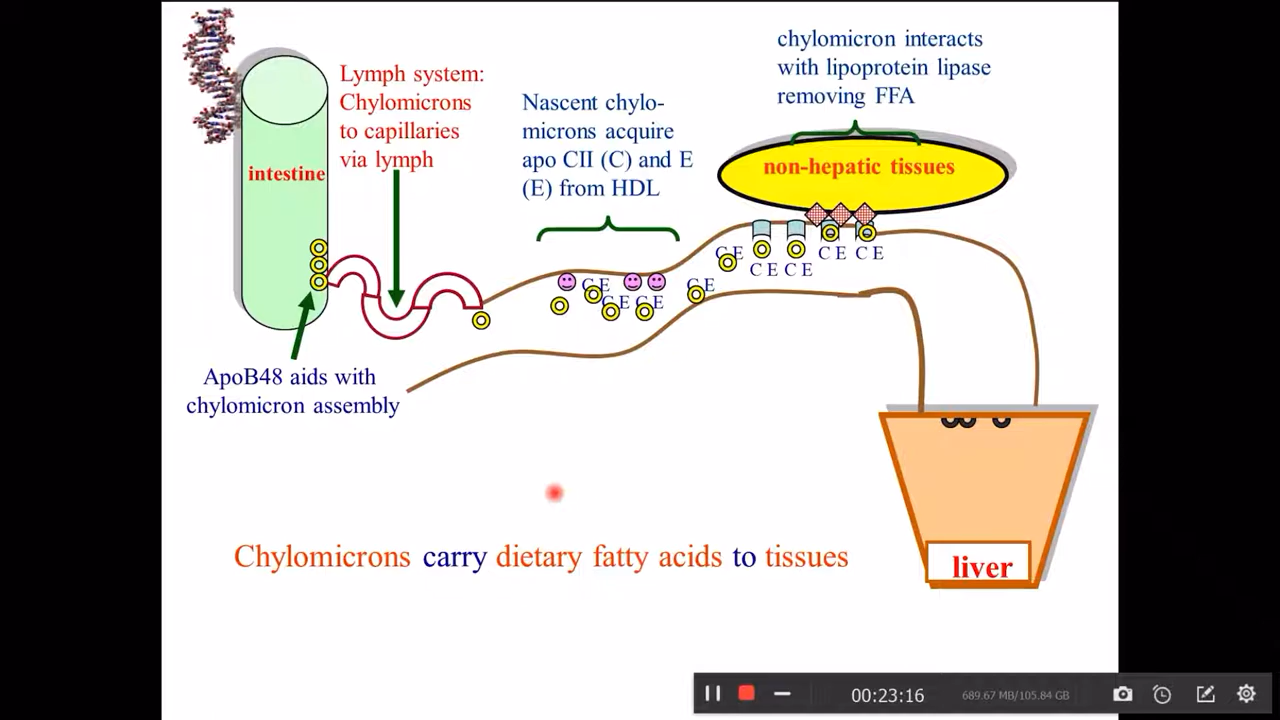 Lymph system:
Chylomicrons
to capillaries
via lymph
Nascent chylo-
microns acquire
apo CII (C) and E
(E) from HDL
chylomicron interacts
with lipoprotein lipase
removing FFA
intestine
non-hepatic tissues
C E
C E
C E
C E
C E
C E
C E
C E
C E
ApoB48 aids with
chylomicron assembly
Chylomicrons carry dietary fatty acids to tissues
liver
00:23:16
689.67 MB/105.84 GB